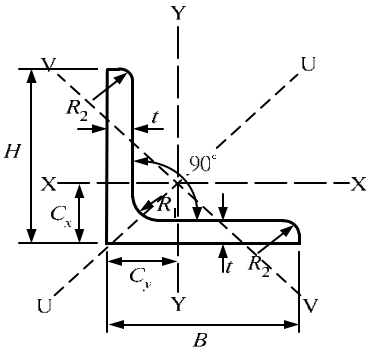 Y
V U
R2 t
H 90°
X X
Cx R
Cy t R2
U Y V
B